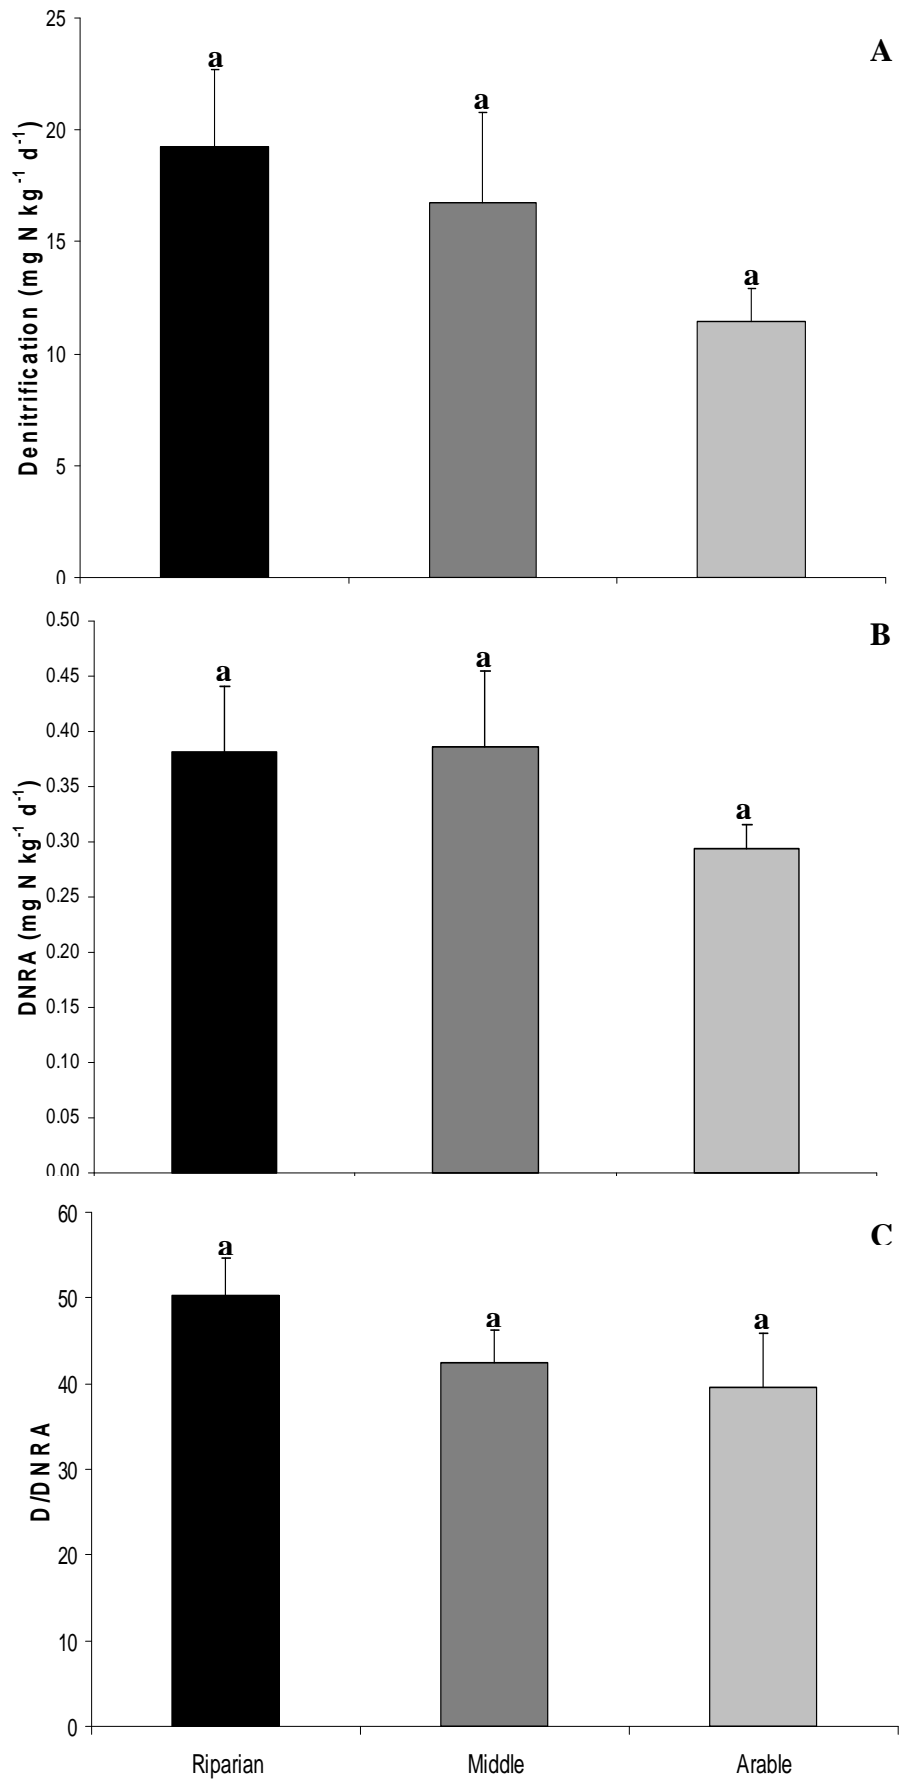 25
20
15
10
5
0
Denitrification (mg N kg⁻¹ d⁻¹)
a
a
a
A
0.50
0.45
0.40
0.35
0.30
0.25
0.20
0.15
0.10
0.05
0.00
DNRA (mg N kg⁻¹ d⁻¹)
a
a
a
B
60
50
40
30
20
10
0
D/DNRA
a
a
a
C
Riparian
Middle
Arable